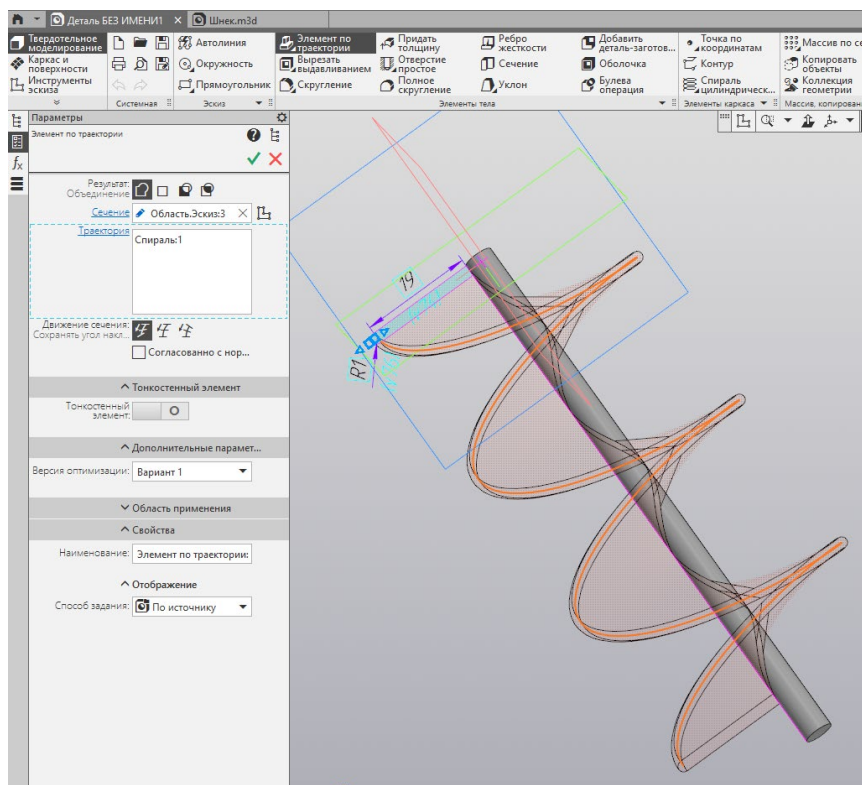 Деталь БЕЗ ИМЕНИ1
Шнек.m3d
Твердотельное моделирование
Каркас и поверхности
Инструменты эскиза
Системная
Автолиния
Окружность
Прямоугольник
Эскиз
Элемент по траектории
Вырезать выдавливанием
Скругление
Придать толщину
Отверстие простое
Полное скругление
Ребро жесткости
Сечение
Уклон
Добавить деталь-заготов...
Оболочка
Булева операция
Элементы тела
Точка по координатам
Контур
Спираль цилиндрическ...
Элементы каркаса
Массив по се
Копировать объекты
Коллекция геометрии
Массив, копирован
Параметры
Элемент по траектории
Результат:
Объединение
Сечение
Область.Эскиз:3
Траектория
Спираль:1
Движение сечения:
Сохранять угол накл...
Согласованно с нор...
Тонкостенный элемент
Тонкостенный элемент:
Дополнительные парамет...
Версия оптимизации: Вариант 1
Область применения
Свойства
Наименование: Элемент по траектории:
Отображение
Способ задания: По источнику
19
R1